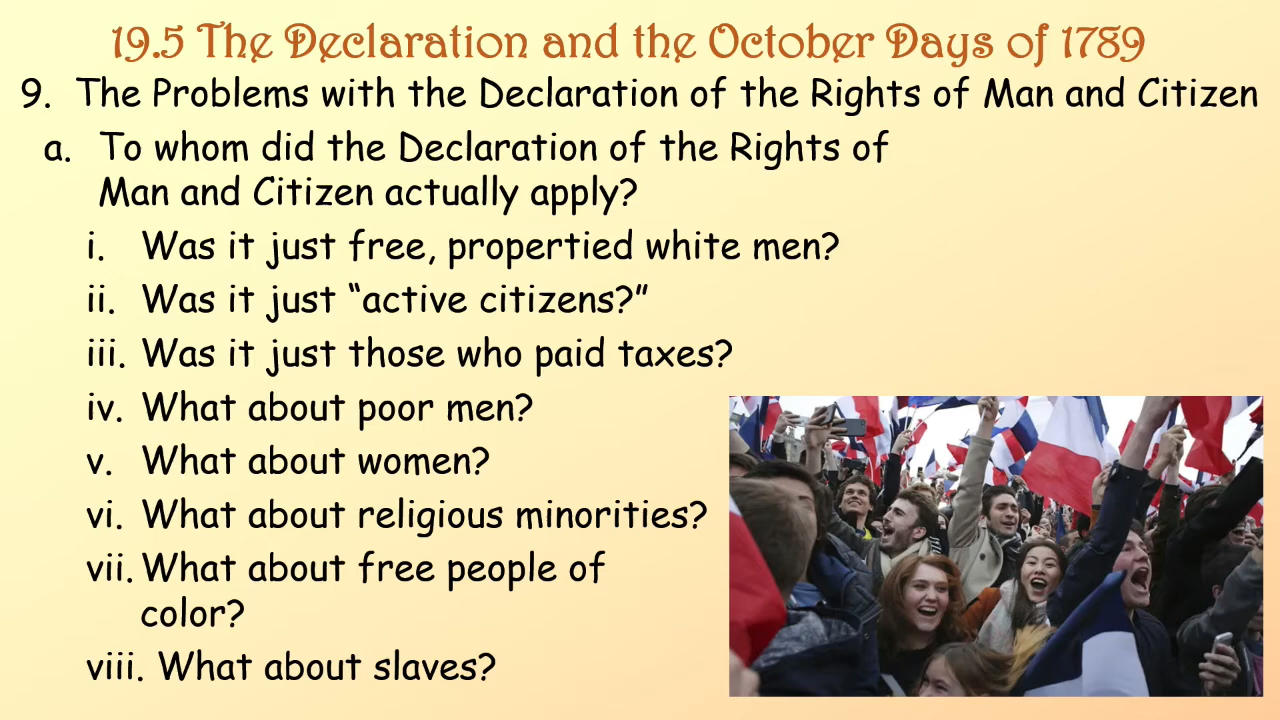 19.5 The Declaration and the October Days of 1789
9. The Problems with the Declaration of the Rights of Man and Citizen
a. To whom did the Declaration of the Rights of
Man and Citizen actually apply?
i. Was it just free, propertied white men?
ii. Was it just “active citizens?”
iii. Was it just those who paid taxes?
iv. What about poor men?
v. What about women?
vi. What about religious minorities?
vii. What about free people of
color?
viii. What about slaves?